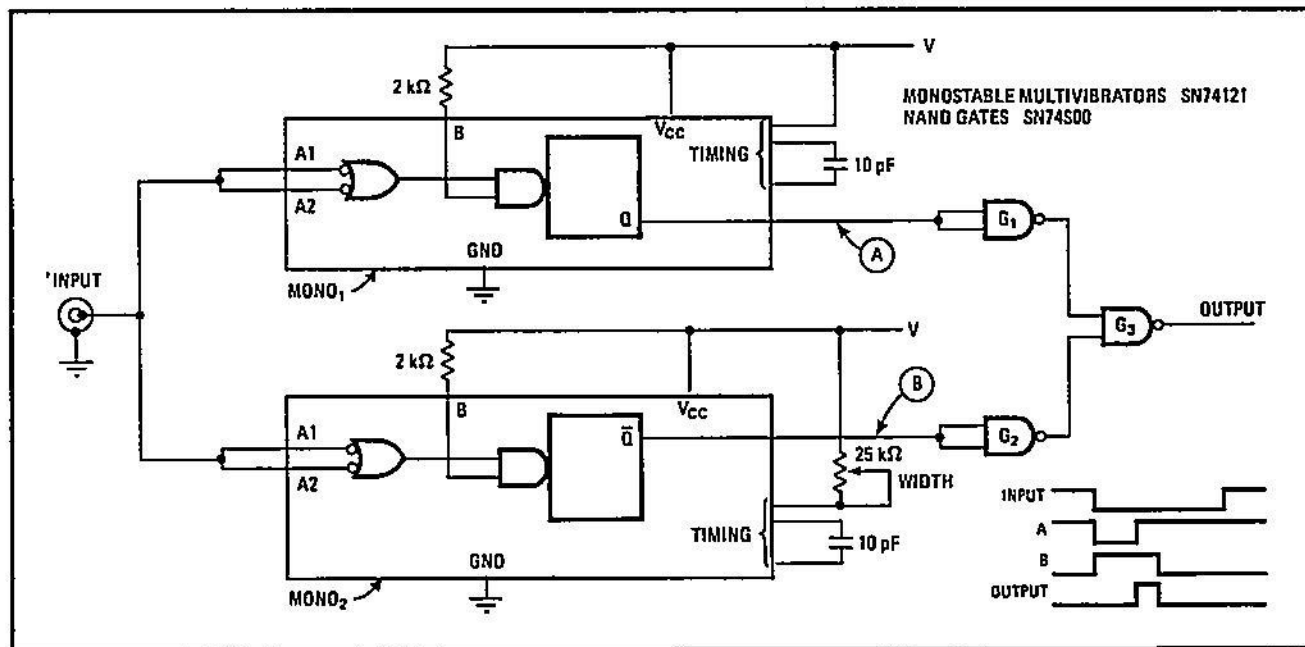 V
2 kΩ
MONOSTABLE MULTIVIBRATORS SN74121
NAND GATES SN74S00
B
VCC
TIMING
10 pF
A1
A2
Q
G1
A
GND
MONO1
*INPUT
OUTPUT
G3
V
2 kΩ
B
B
VCC
A1
A2
Q̅
G2
25 kΩ
WIDTH
TIMING
10 pF
GND
MONO2
INPUT
A
B
OUTPUT